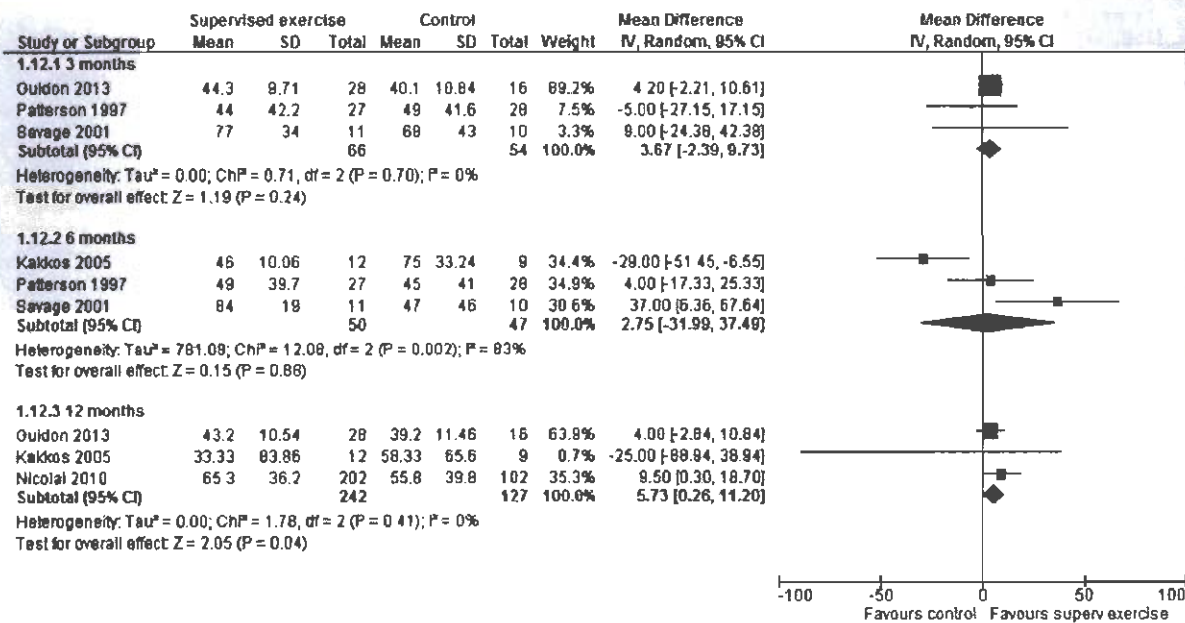 Supervised exercise Control Mean Difference Mean Difference
Study or Subgroup Mean SD Total Mean SD Total Weight IV, Random, 95% CI IV, Random, 95% CI
1.12.1 3 months
Guidon 2013 44.3 9.71 28 40.1 10.84 16 89.2% 4.20 [-2.21, 10.61]
Patterson 1997 44 42.2 27 49 41.6 28 7.5% -5.00 [-27.15, 17.15]
Savage 2001 77 34 11 68 43 10 3.3% 9.00 [-24.38, 42.38]
Subtotal (95% CI) 66 54 100.0% 3.67 [-2.39, 9.73]
Heterogeneity: Tau² = 0.00; Chi² = 0.71, df = 2 (P = 0.70); I² = 0%
Test for overall effect: Z = 1.19 (P = 0.24)
1.12.2 6 months
Kakkos 2005 46 10.06 12 75 33.24 9 34.4% -29.00 [-51.45, -6.55]
Patterson 1997 49 39.7 27 45 41 28 34.9% 4.00 [-17.33, 25.33]
Savage 2001 84 19 11 47 46 10 30.6% 37.00 [6.36, 67.64]
Subtotal (95% CI) 50 47 100.0% 2.75 [-31.99, 37.49]
Heterogeneity: Tau² = 781.08; Chi² = 12.08, df = 2 (P = 0.002); I² = 83%
Test for overall effect: Z = 0.15 (P = 0.88)
1.12.3 12 months
Guidon 2013 43.2 10.54 28 39.2 11.46 16 63.9% 4.00 [-2.84, 10.84]
Kakkos 2005 33.33 83.86 12 58.33 65.6 9 0.7% -25.00 [-88.94, 38.94]
Nicolai 2010 65.3 36.2 202 55.8 39.8 102 35.3% 9.50 [0.30, 18.70]
Subtotal (95% CI) 242 127 100.0% 5.73 [0.26, 11.20]
Heterogeneity: Tau² = 0.00; Chi² = 1.78, df = 2 (P = 0.41); I² = 0%
Test for overall effect: Z = 2.05 (P = 0.04)
-100 -50 0 50 100
Favours control Favours superv exercise